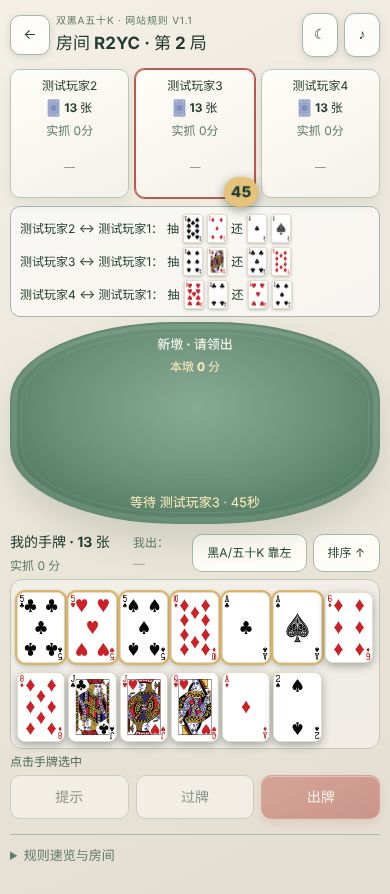 ←
双黑A五十K · 网站规则 V1.1
房间 R2YC · 第 2 局
☾
♪
测试玩家2
13 张
实抓 0分
—
测试玩家3
13 张
实抓 0分
—
测试玩家4
13 张
实抓 0分
—
45
测试玩家2 ↔ 测试玩家1： 抽 还
测试玩家3 ↔ 测试玩家1： 抽 还
测试玩家4 ↔ 测试玩家1： 抽 还
新墩 · 请领出
本墩 0 分
等待 测试玩家3 · 45秒
我的手牌 · 13 张
实抓 0分
我出：
—
黑A/五十K 靠左
排序 ↑
5 5 5 10 A A 6
8 J J Q A 2
点击手牌选中
提示
过牌
出牌
▶ 规则速览与房间